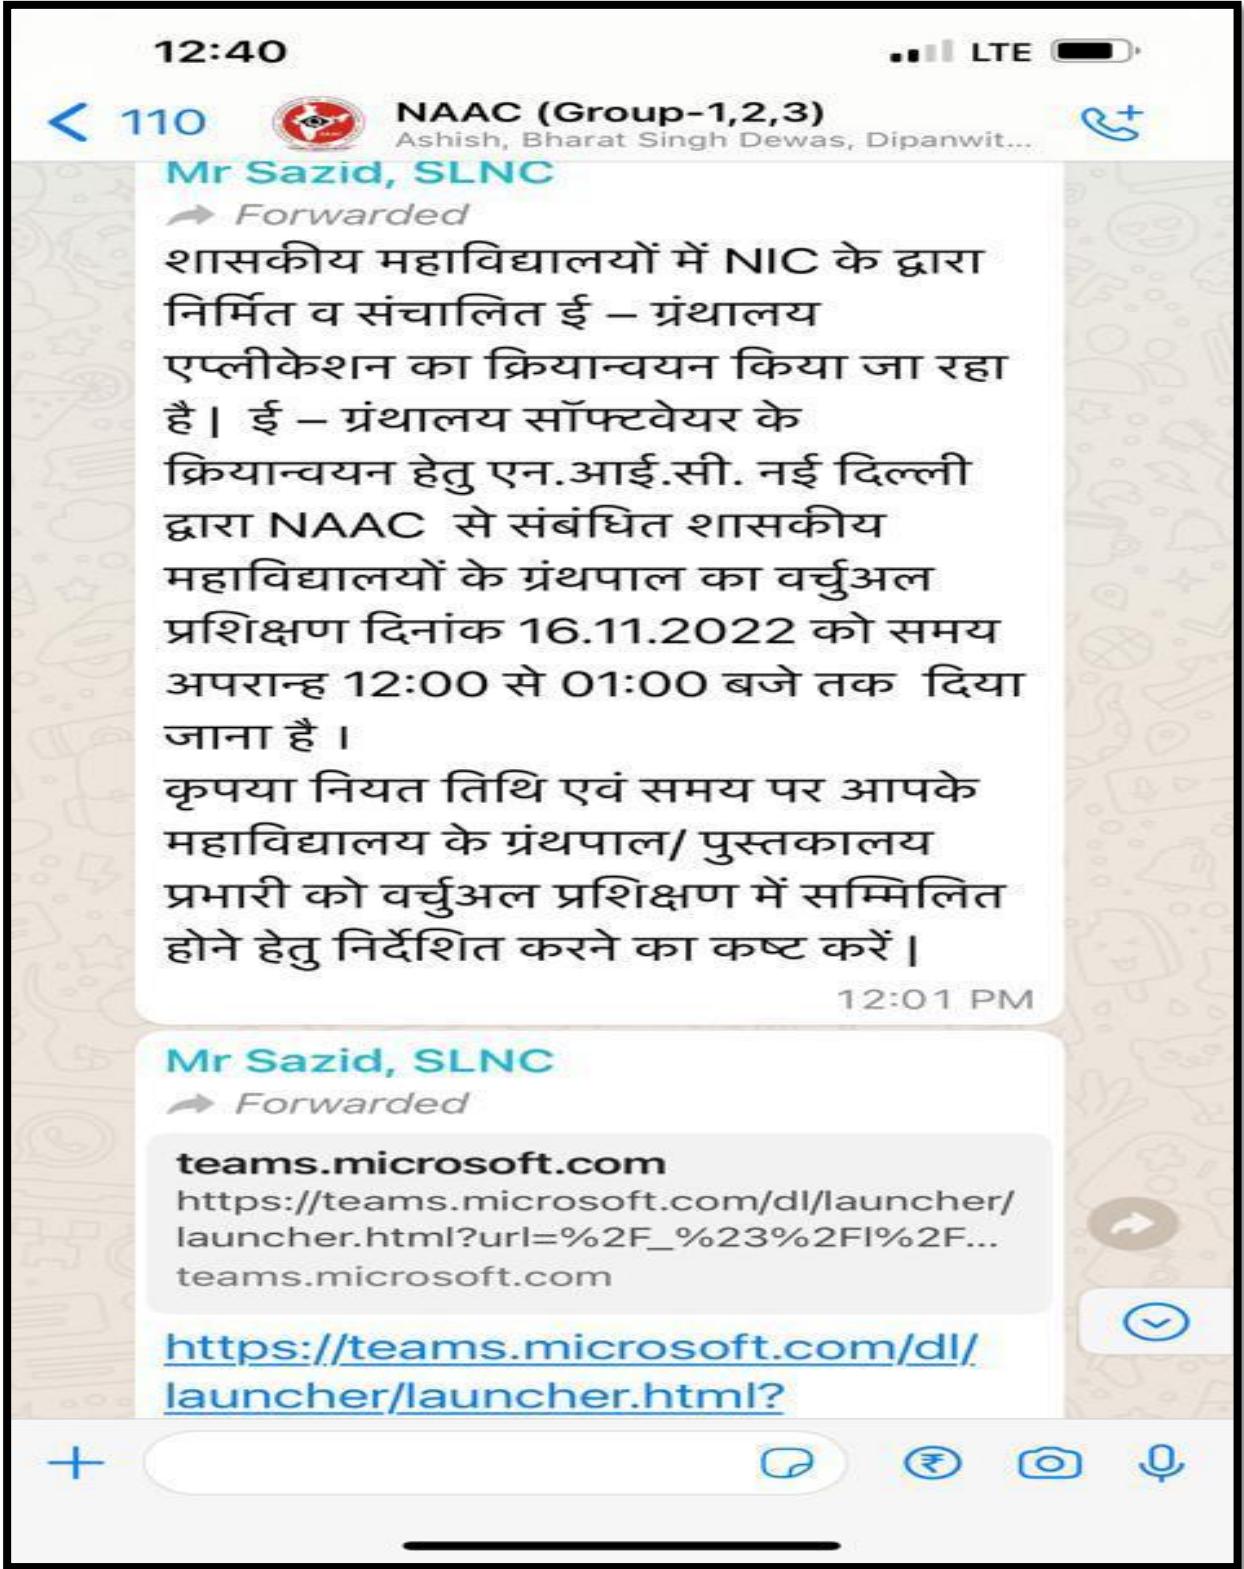 12:40
LTE
110
NAAC (Group-1,2,3)
Ashish, Bharat Singh Dewas, Dipanwit...
Mr Sazid, SLNC
Forwarded
शासकीय महाविद्यालयों में NIC के द्वारा
निर्मित व संचालित ई – ग्रंथालय
एप्लीकेशन का क्रियान्वयन किया जा रहा
है| ई – ग्रंथालय सॉफ्टवेयर के
क्रियान्वयन हेतु एन.आई.सी. नई दिल्ली
द्वारा NAAC से संबंधित शासकीय
महाविद्यालयों के ग्रंथपाल का वर्चुअल
प्रशिक्षण दिनांक 16.11.2022 को समय
अपरान्ह 12:00 से 01:00 बजे तक दिया
जाना है ।
कृपया नियत तिथि एवं समय पर आपके
महाविद्यालय के ग्रंथपाल/ पुस्तकालय
प्रभारी को वर्चुअल प्रशिक्षण में सम्मिलित
होने हेतु निर्देशित करने का कष्ट करें|
12:01 PM
Mr Sazid, SLNC
Forwarded
teams.microsoft.com
https://teams.microsoft.com/dl/launcher/
launcher.html?url=%2F_%23%2Fl%2F...
teams.microsoft.com
https://teams.microsoft.com/dl/
launcher/launcher.html?